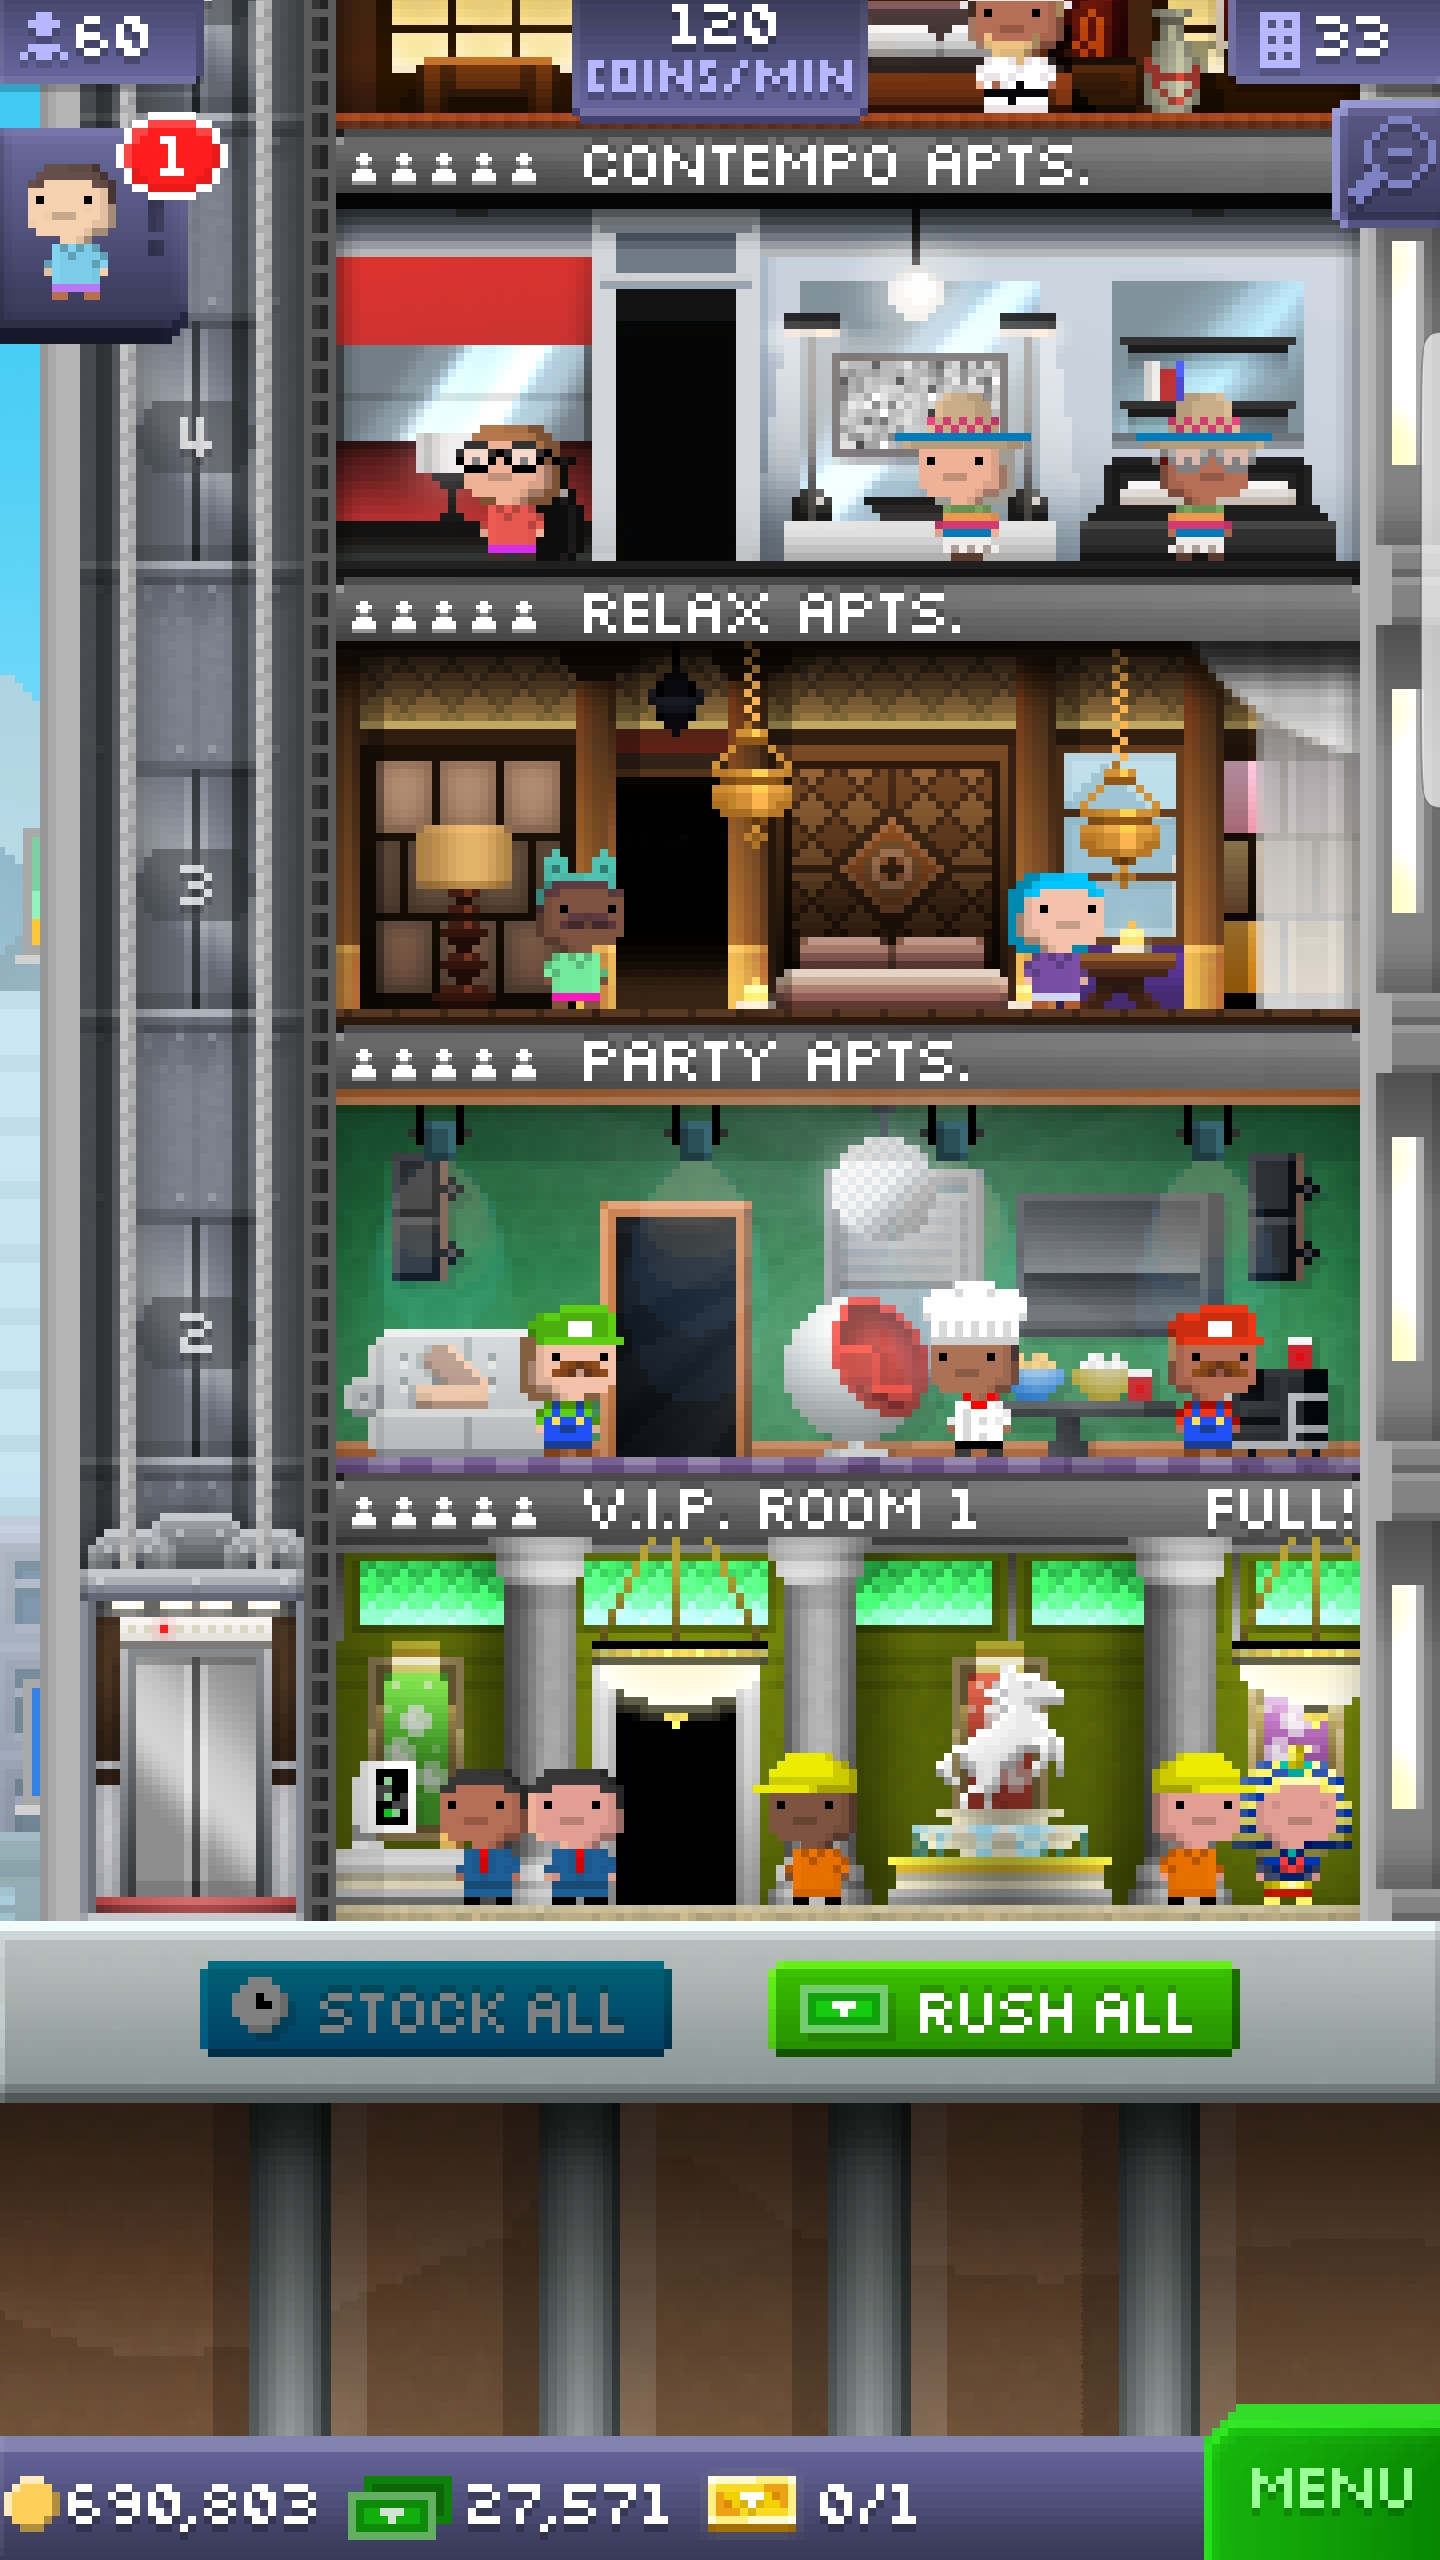 60
120
COINS/MIN
33
1
!
CONTEMPO APTS.
4
RELAX APTS.
3
PARTY APTS.
2
V.I.P. ROOM 1 FULL!
STOCK ALL
RUSH ALL
690,803
27,571
0/1
MENU